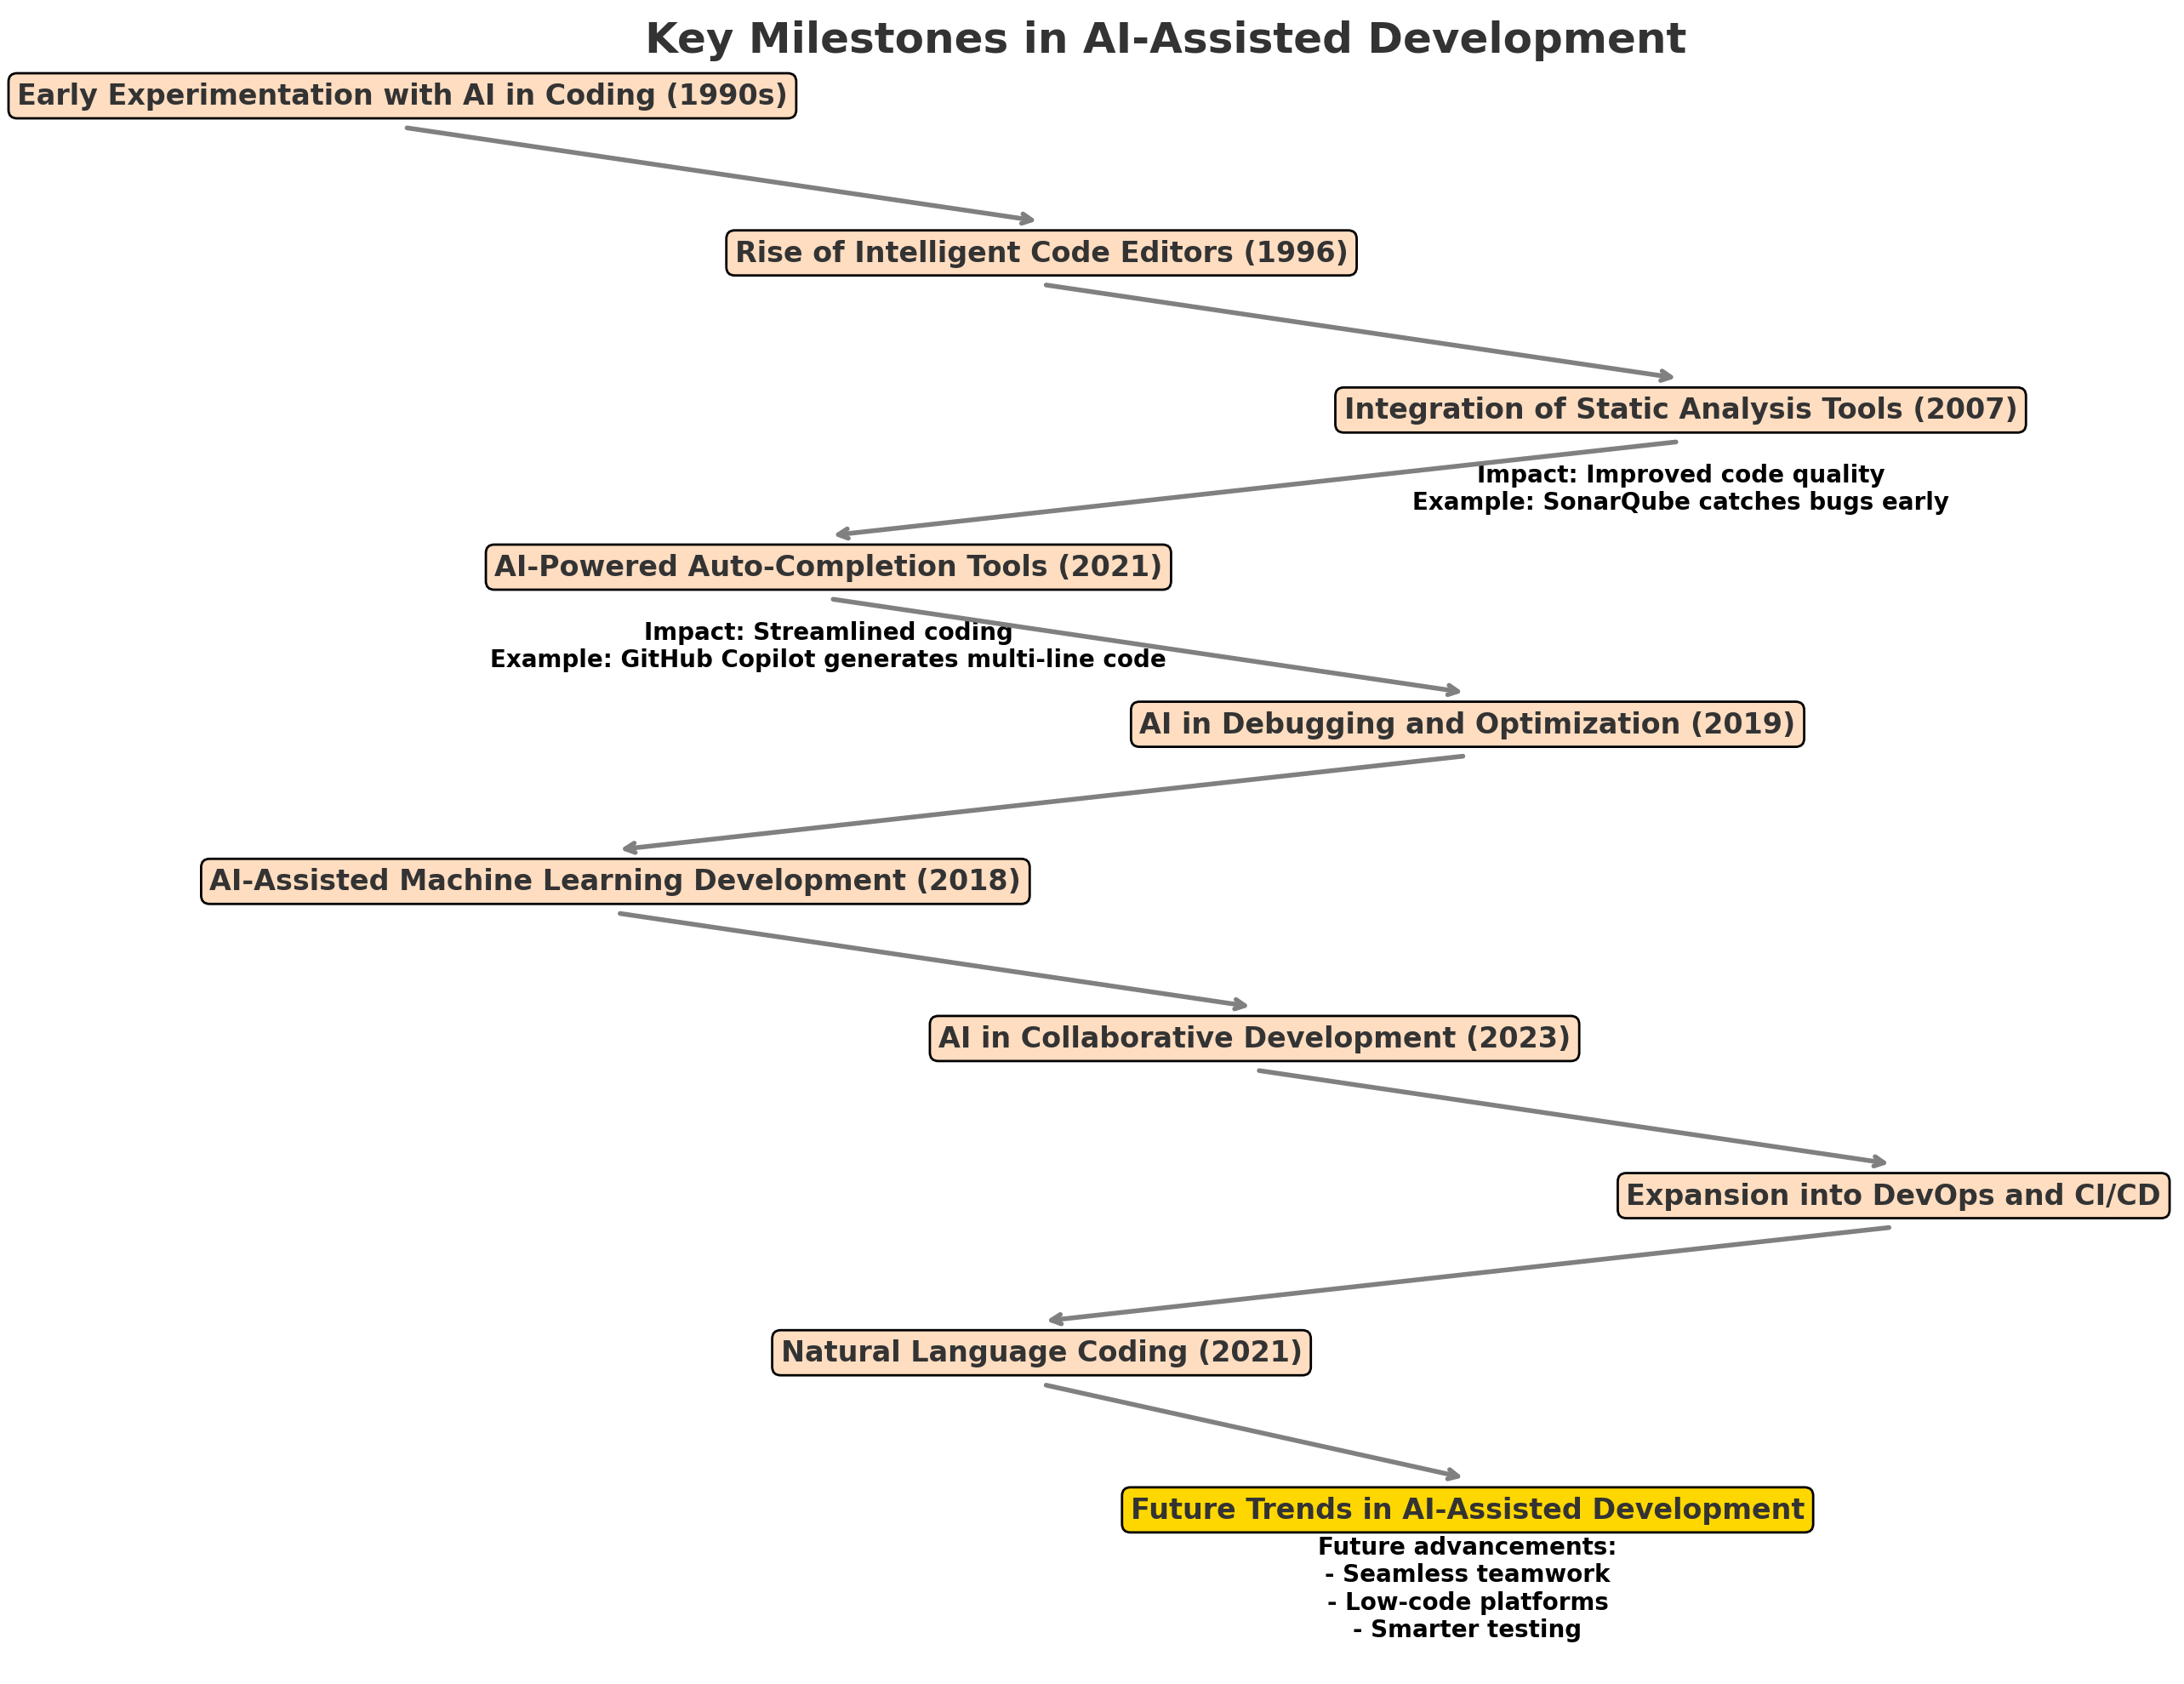 Key Milestones in AI-Assisted Development
Early Experimentation with AI in Coding (1990s)
Rise of Intelligent Code Editors (1996)
Integration of Static Analysis Tools (2007)
Impact: Improved code quality
Example: SonarQube catches bugs early
AI-Powered Auto-Completion Tools (2021)
Impact: Streamlined coding
Example: GitHub Copilot generates multi-line code
AI in Debugging and Optimization (2019)
AI-Assisted Machine Learning Development (2018)
AI in Collaborative Development (2023)
Expansion into DevOps and CI/CD
Natural Language Coding (2021)
Future Trends in AI-Assisted Development
Future advancements:
- Seamless teamwork
- Low-code platforms
- Smarter testing